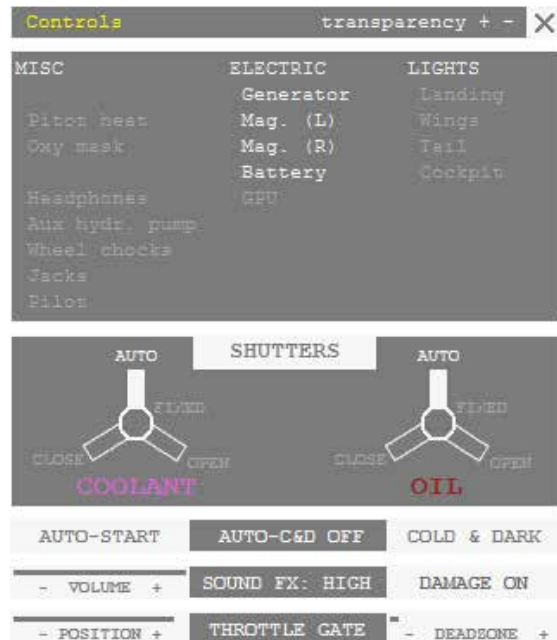 Controls transparency + - X
MISC ELECTRIC LIGHTS
Generator Landing
Pitot heat Mag. (L) Wings
Oxy mask Mag. (R) Tail
Battery Cockpit
Headphones GPU
Aux hydr. pump
Wheel chocks
Jacks
Pilot
SHUTTERS
AUTO AUTO
FIXED FIXED
CLOSE OPEN CLOSE OPEN
COOLANT OIL
AUTO-START AUTO-C&D OFF COLD & DARK
- VOLUME + SOUND FX: HIGH DAMAGE ON
- POSITION + THROTTLE GATE - DEADZONE +